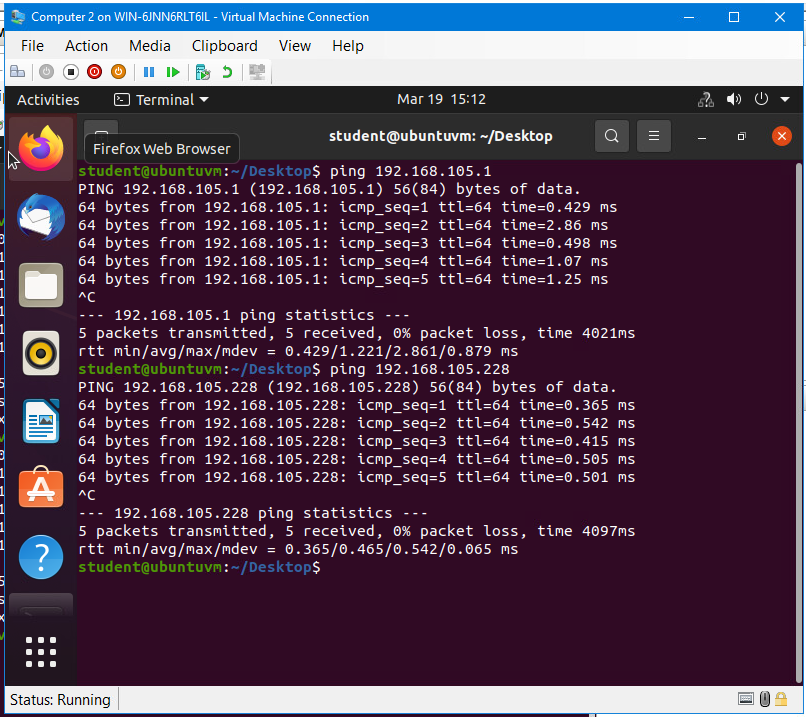 Computer 2 on WIN-6JNN6RLT6IL - Virtual Machine Connection
File Action Media Clipboard View Help
Activities Terminal Mar 19 15:12
student@ubuntuvm: ~/Desktop
Firefox Web Browser
student@ubuntuvm:~/Desktop$ ping 192.168.105.1
PING 192.168.105.1 (192.168.105.1) 56(84) bytes of data.
64 bytes from 192.168.105.1: icmp_seq=1 ttl=64 time=0.429 ms
64 bytes from 192.168.105.1: icmp_seq=2 ttl=64 time=2.86 ms
64 bytes from 192.168.105.1: icmp_seq=3 ttl=64 time=0.498 ms
64 bytes from 192.168.105.1: icmp_seq=4 ttl=64 time=1.07 ms
64 bytes from 192.168.105.1: icmp_seq=5 ttl=64 time=1.25 ms
^C
--- 192.168.105.1 ping statistics ---
5 packets transmitted, 5 received, 0% packet loss, time 4021ms
rtt min/avg/max/mdev = 0.429/1.221/2.861/0.879 ms
student@ubuntuvm:~/Desktop$ ping 192.168.105.228
PING 192.168.105.228 (192.168.105.228) 56(84) bytes of data.
64 bytes from 192.168.105.228: icmp_seq=1 ttl=64 time=0.365 ms
64 bytes from 192.168.105.228: icmp_seq=2 ttl=64 time=0.542 ms
64 bytes from 192.168.105.228: icmp_seq=3 ttl=64 time=0.415 ms
64 bytes from 192.168.105.228: icmp_seq=4 ttl=64 time=0.505 ms
64 bytes from 192.168.105.228: icmp_seq=5 ttl=64 time=0.501 ms
^C
--- 192.168.105.228 ping statistics ---
5 packets transmitted, 5 received, 0% packet loss, time 4097ms
rtt min/avg/max/mdev = 0.365/0.465/0.542/0.065 ms
student@ubuntuvm:~/Desktop$
Status: Running